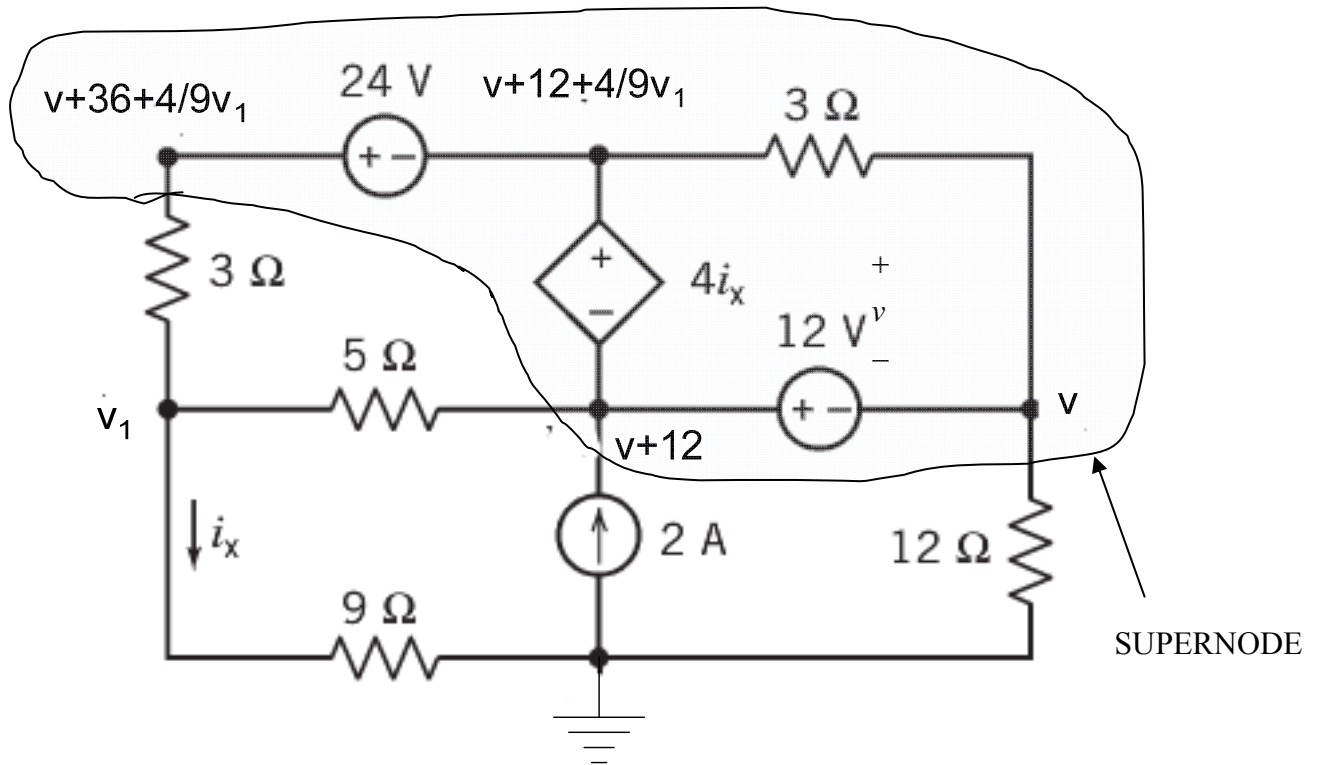 24 V
v+12+4/9v₁
v+36+4/9v₁
3 Ω
+ −
3 Ω
+
−
4iₓ
+
v
−
12 V
5 Ω
+ −
v₁
v
v+12
iₓ
2 A
12 Ω
9 Ω
SUPERNODE